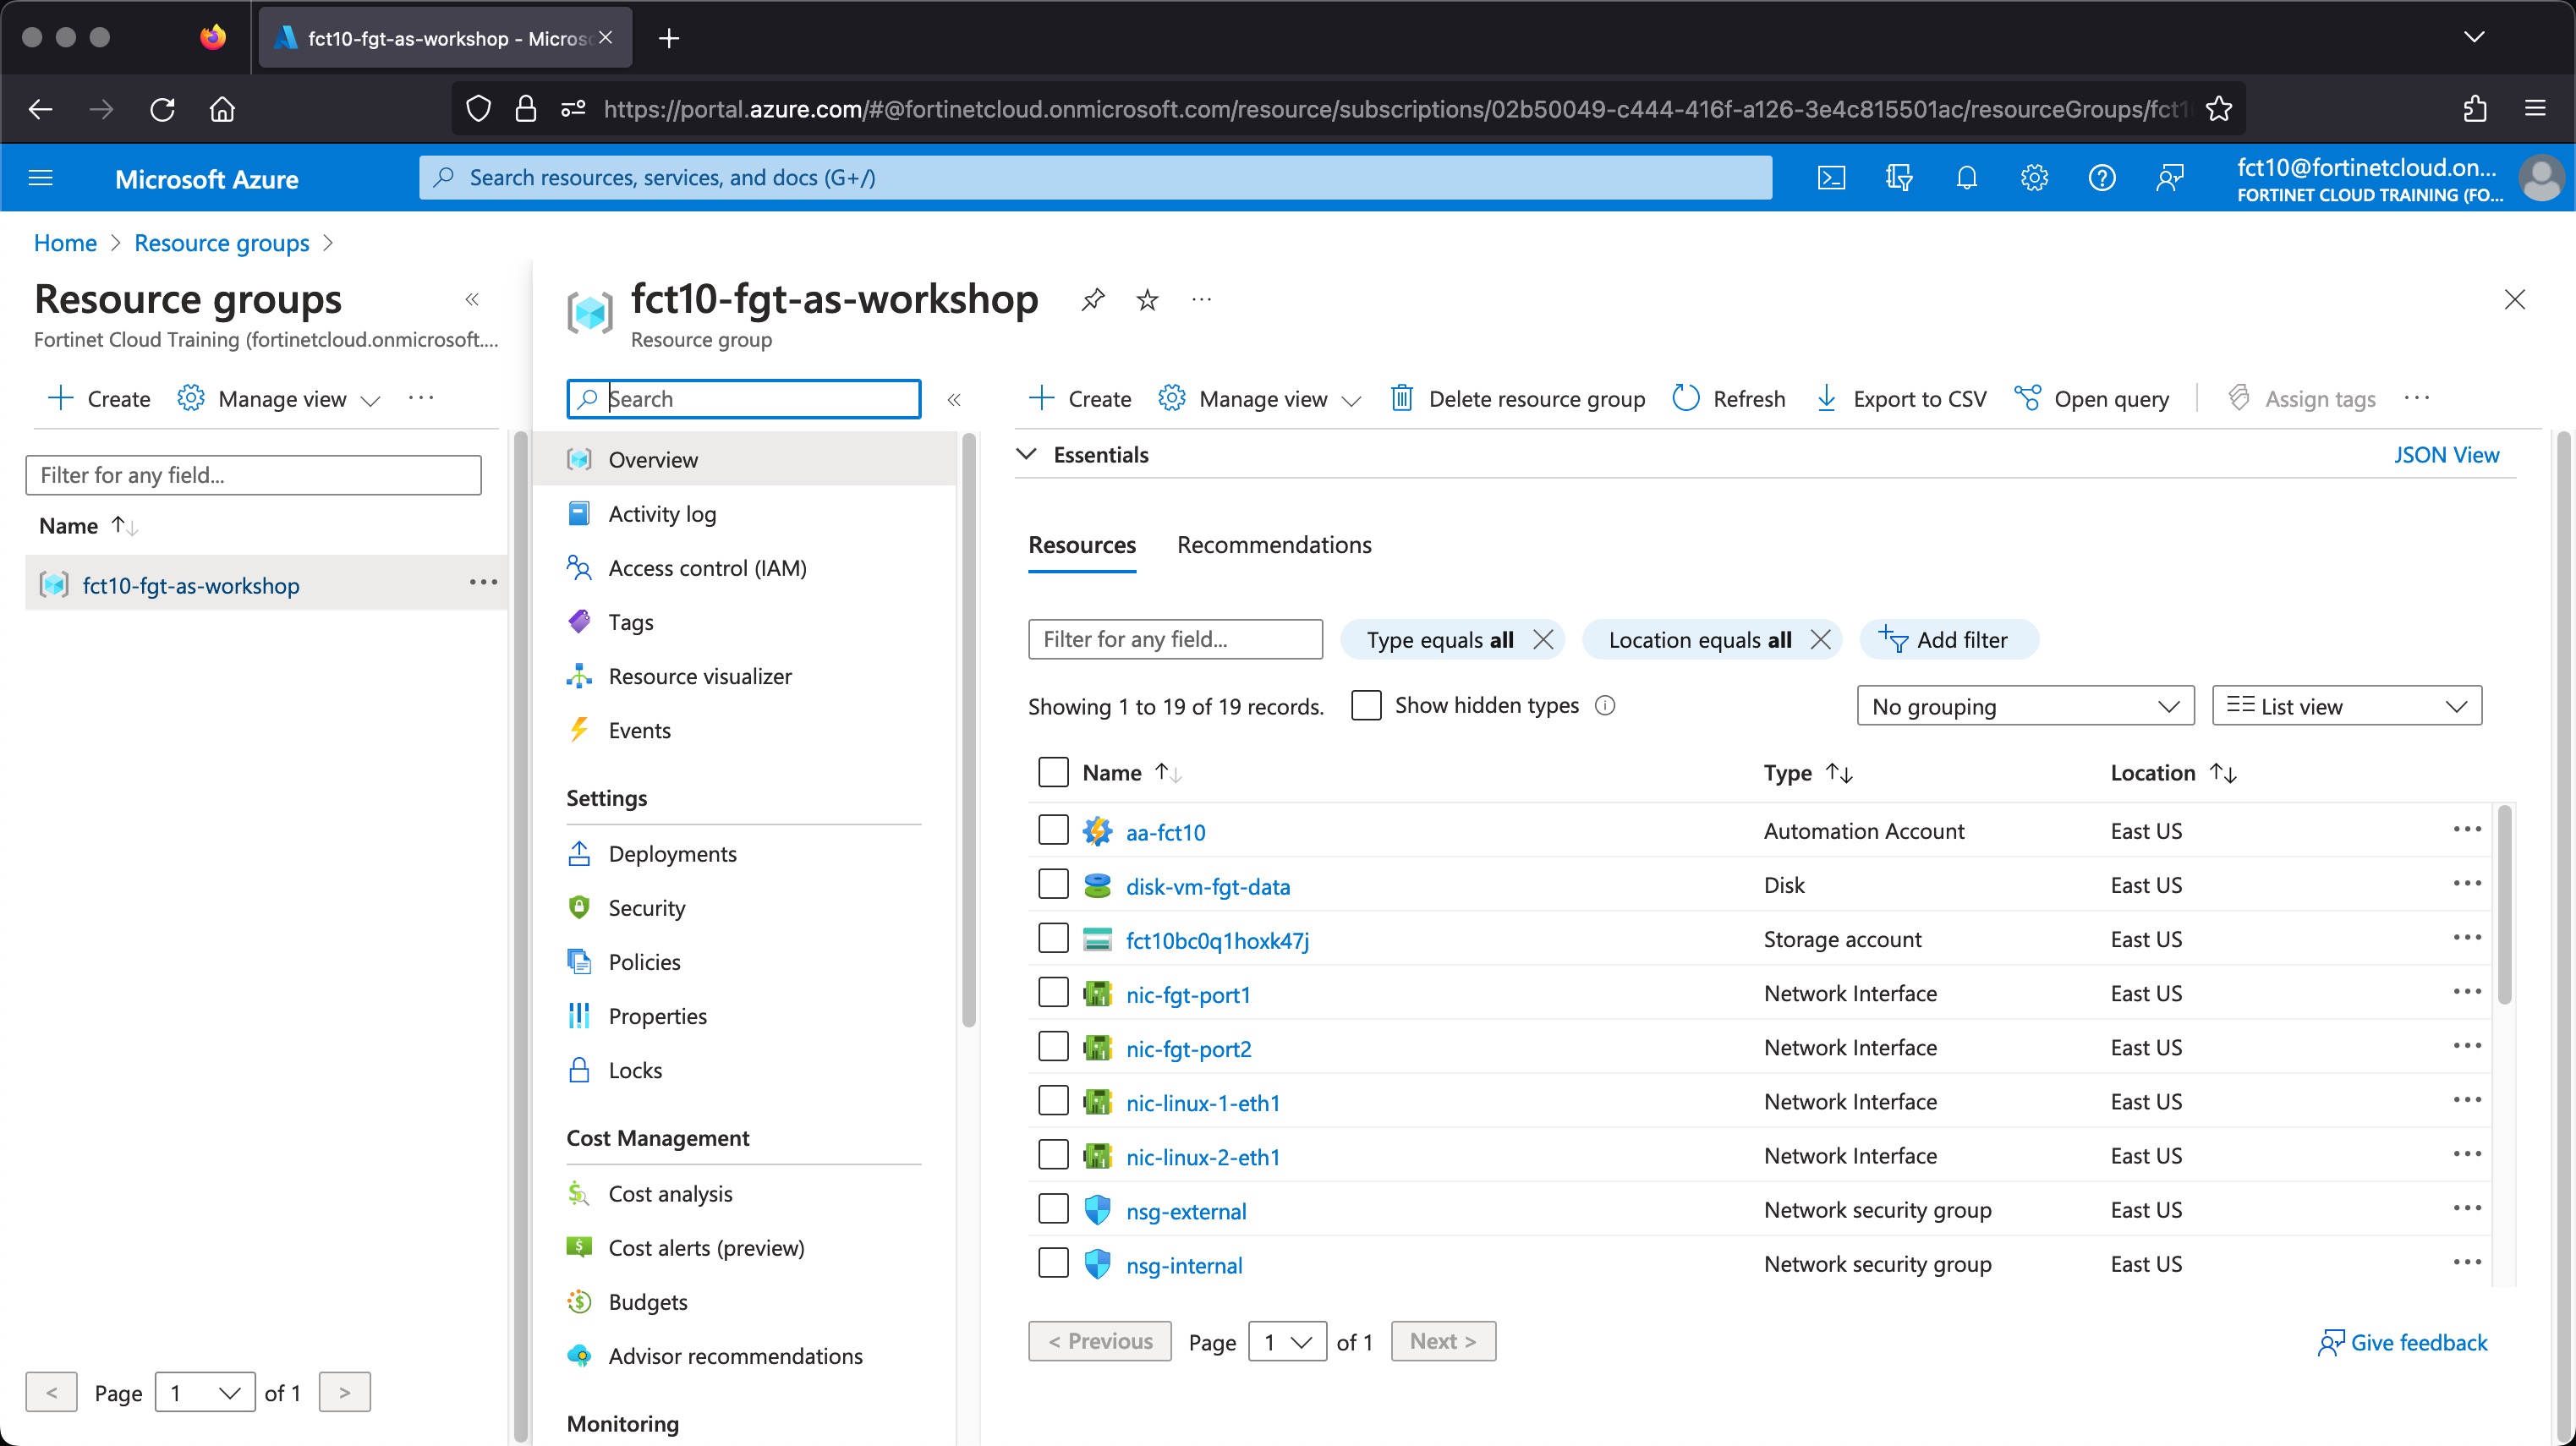 fct10-fgt-as-workshop - Micros
https://portal.azure.com/#@fortinetcloud.onmicrosoft.com/resource/subscriptions/02b50049-c444-416f-a126-3e4c815501ac/resourceGroups/fct1
Microsoft Azure
Search resources, services, and docs (G+/)
fct10@fortinetcloud.on...
FORTINET CLOUD TRAINING (FO...
Home > Resource groups >
Resource groups
Fortinet Cloud Training (fortinetcloud.onmicrosoft....
Create
Manage view
Filter for any field...
Name
fct10-fgt-as-workshop
< Page 1 of 1 >
fct10-fgt-as-workshop
Resource group
Search
Overview
Activity log
Access control (IAM)
Tags
Resource visualizer
Events
Settings
Deployments
Security
Policies
Properties
Locks
Cost Management
Cost analysis
Cost alerts (preview)
Budgets
Advisor recommendations
Monitoring
Create Manage view Delete resource group Refresh Export to CSV Open query Assign tags
Essentials
JSON View
Resources Recommendations
Filter for any field... Type equals all Location equals all Add filter
Showing 1 to 19 of 19 records. Show hidden types No grouping List view
Name Type Location
aa-fct10 Automation Account East US
disk-vm-fgt-data Disk East US
fct10bc0q1hoxk47j Storage account East US
nic-fgt-port1 Network Interface East US
nic-fgt-port2 Network Interface East US
nic-linux-1-eth1 Network Interface East US
nic-linux-2-eth1 Network Interface East US
nsg-external Network security group East US
nsg-internal Network security group East US
< Previous Page 1 of 1 Next >
Give feedback